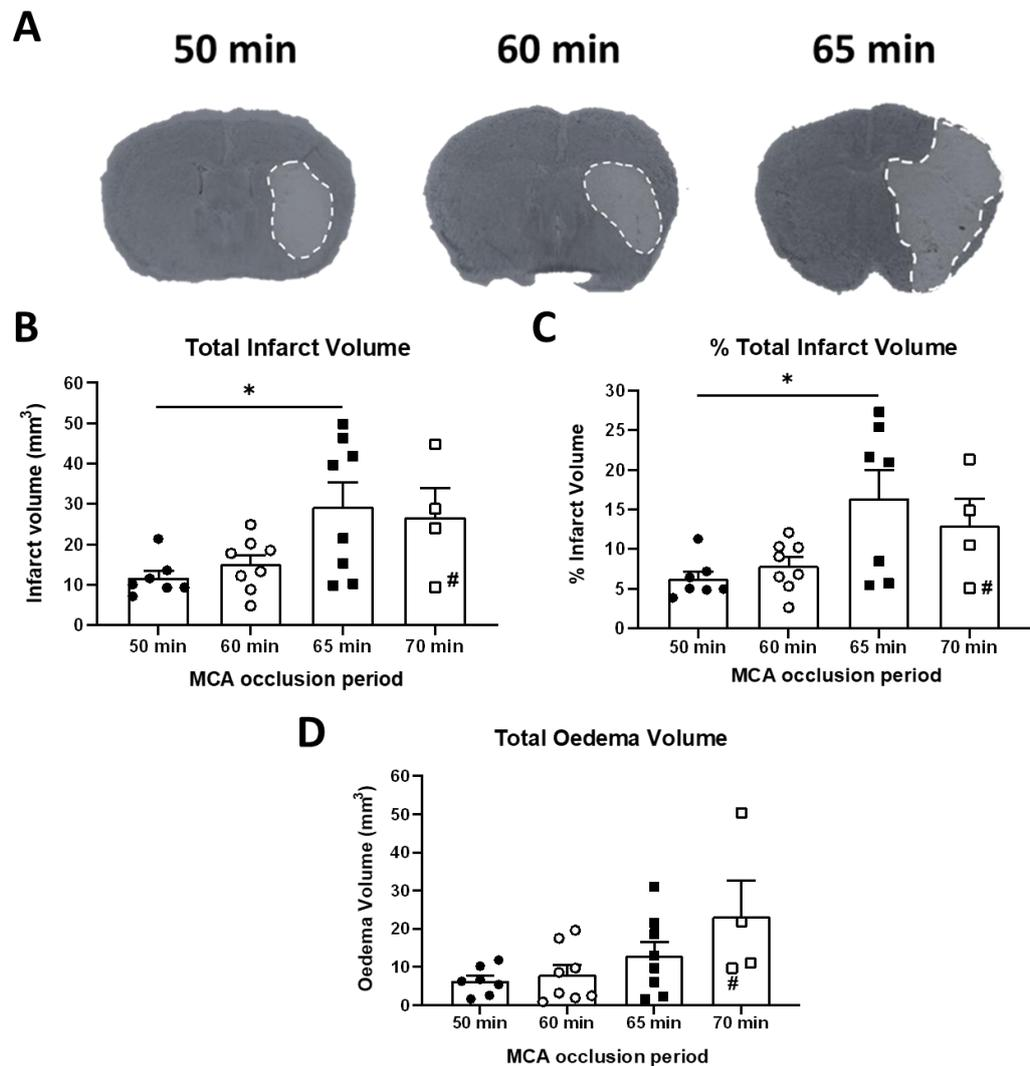 A
50 min 60 min 65 min
B
Total Infarct Volume
*
60
50
40
30
20
10
0
Infarct volume (mm³)
#
50 min 60 min 65 min 70 min
MCA occlusion period
C
% Total Infarct Volume
*
30
25
20
15
10
5
0
% Infarct Volume
#
50 min 60 min 65 min 70 min
MCA occlusion period
D
Total Oedema Volume
60
50
40
30
20
10
0
Oedema Volume (mm³)
#
50 min 60 min 65 min 70 min
MCA occlusion period